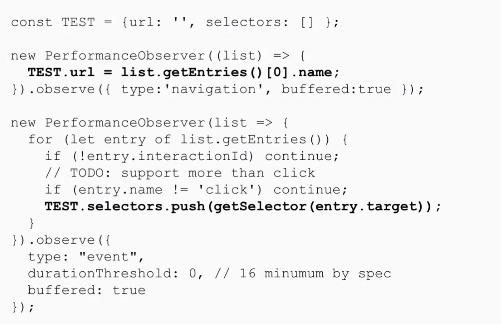 const TEST = {url: '', selectors: [] };
new PerformanceObserver((list) => {
TEST.url = list.getEntries()[0].name;
}).observe({ type:'navigation', buffered:true });
new PerformanceObserver(list => {
for (let entry of list.getEntries()) {
if (!entry.interactionId) continue;
// TODO: support more than click
if (entry.name != 'click') continue;
TEST.selectors.push(getSelector(entry.target));
}
}).observe({
type: "event",
durationThreshold: 0, // 16 minumum by spec
buffered: true
});